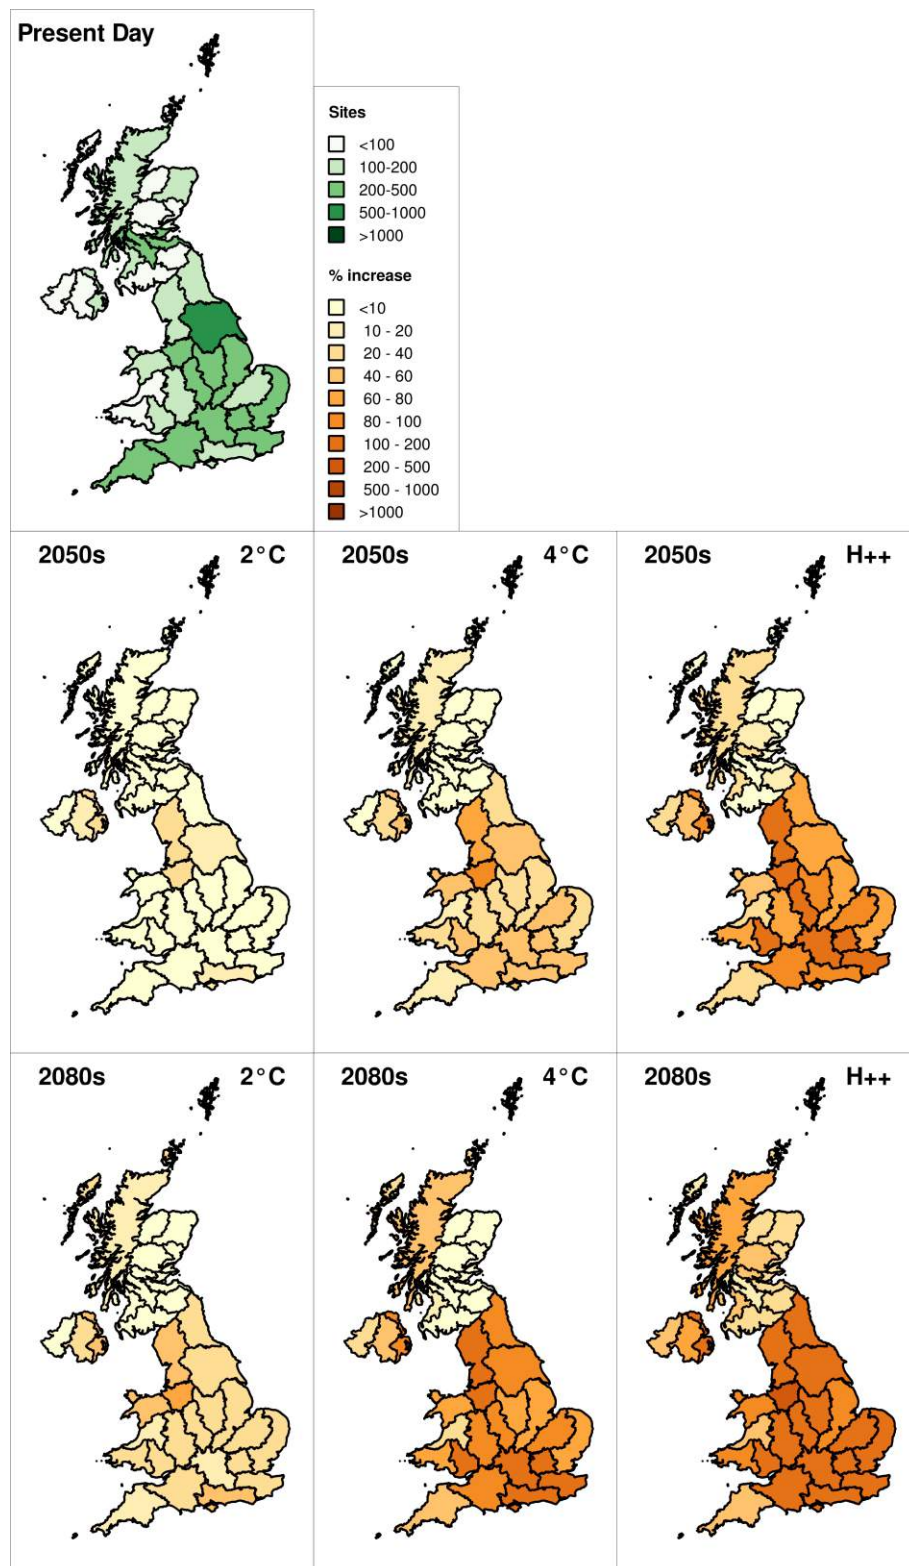 Present Day
Sites
<100
100-200
200-500
500-1000
>1000
% increase
<10
10 - 20
20 - 40
40 - 60
60 - 80
80 - 100
100 - 200
200 - 500
500 - 1000
>1000
2050s 2°C
2050s 4°C
2050s H++
2080s 2°C
2080s 4°C
2080s H++